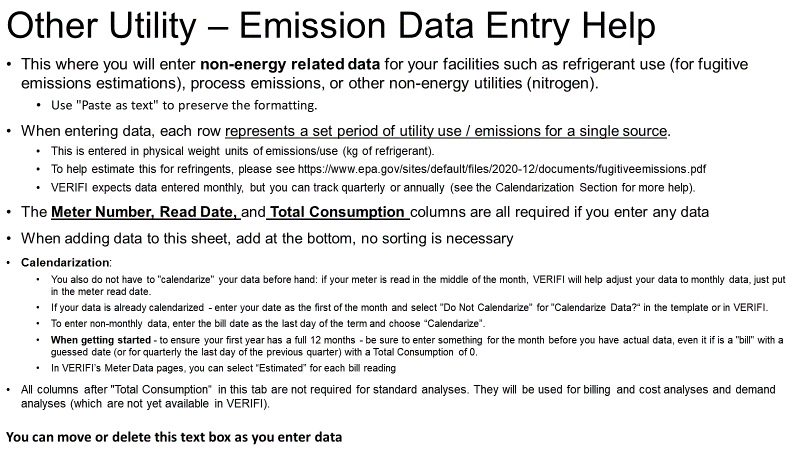 Other Utility – Emission Data Entry Help
• This where you will enter non-energy related data for your facilities such as refrigerant use (for fugitive
emissions estimations), process emissions, or other non-energy utilities (nitrogen).
• Use "Paste as text" to preserve the formatting.
• When entering data, each row represents a set period of utility use / emissions for a single source.
• This is entered in physical weight units of emissions/use (kg of refrigerant).
• To help estimate this for refringents, please see https://www.epa.gov/sites/default/files/2020-12/documents/fugitiveemissions.pdf
• VERIFI expects data entered monthly, but you can track quarterly or annually (see the Calendarization Section for more help).
• The Meter Number, Read Date, and Total Consumption columns are all required if you enter any data
• When adding data to this sheet, add at the bottom, no sorting is necessary
• Calendarization:
• You also do not have to "calendarize" your data before hand: if your meter is read in the middle of the month, VERIFI will help adjust your data to monthly data, just put
in the meter read date.
• If your data is already calendarized - enter your date as the first of the month and select "Do Not Calendarize" for "Calendarize Data?" in the template or in VERIFI.
• To enter non-monthly data, enter the bill date as the last day of the term and choose "Calendarize".
• When getting started - to ensure your first year has a full 12 months - be sure to enter something for the month before you have actual data, even it if is a "bill" with a
guessed date (or for quarterly the last day of the previous quarter) with a Total Consumption of 0.
• In VERIFI's Meter Data pages, you can select "Estimated" for each bill reading
• All columns after "Total Consumption" in this tab are not required for standard analyses. They will be used for billing and cost analyses and demand
analyses (which are not yet available in VERIFI).
You can move or delete this text box as you enter data